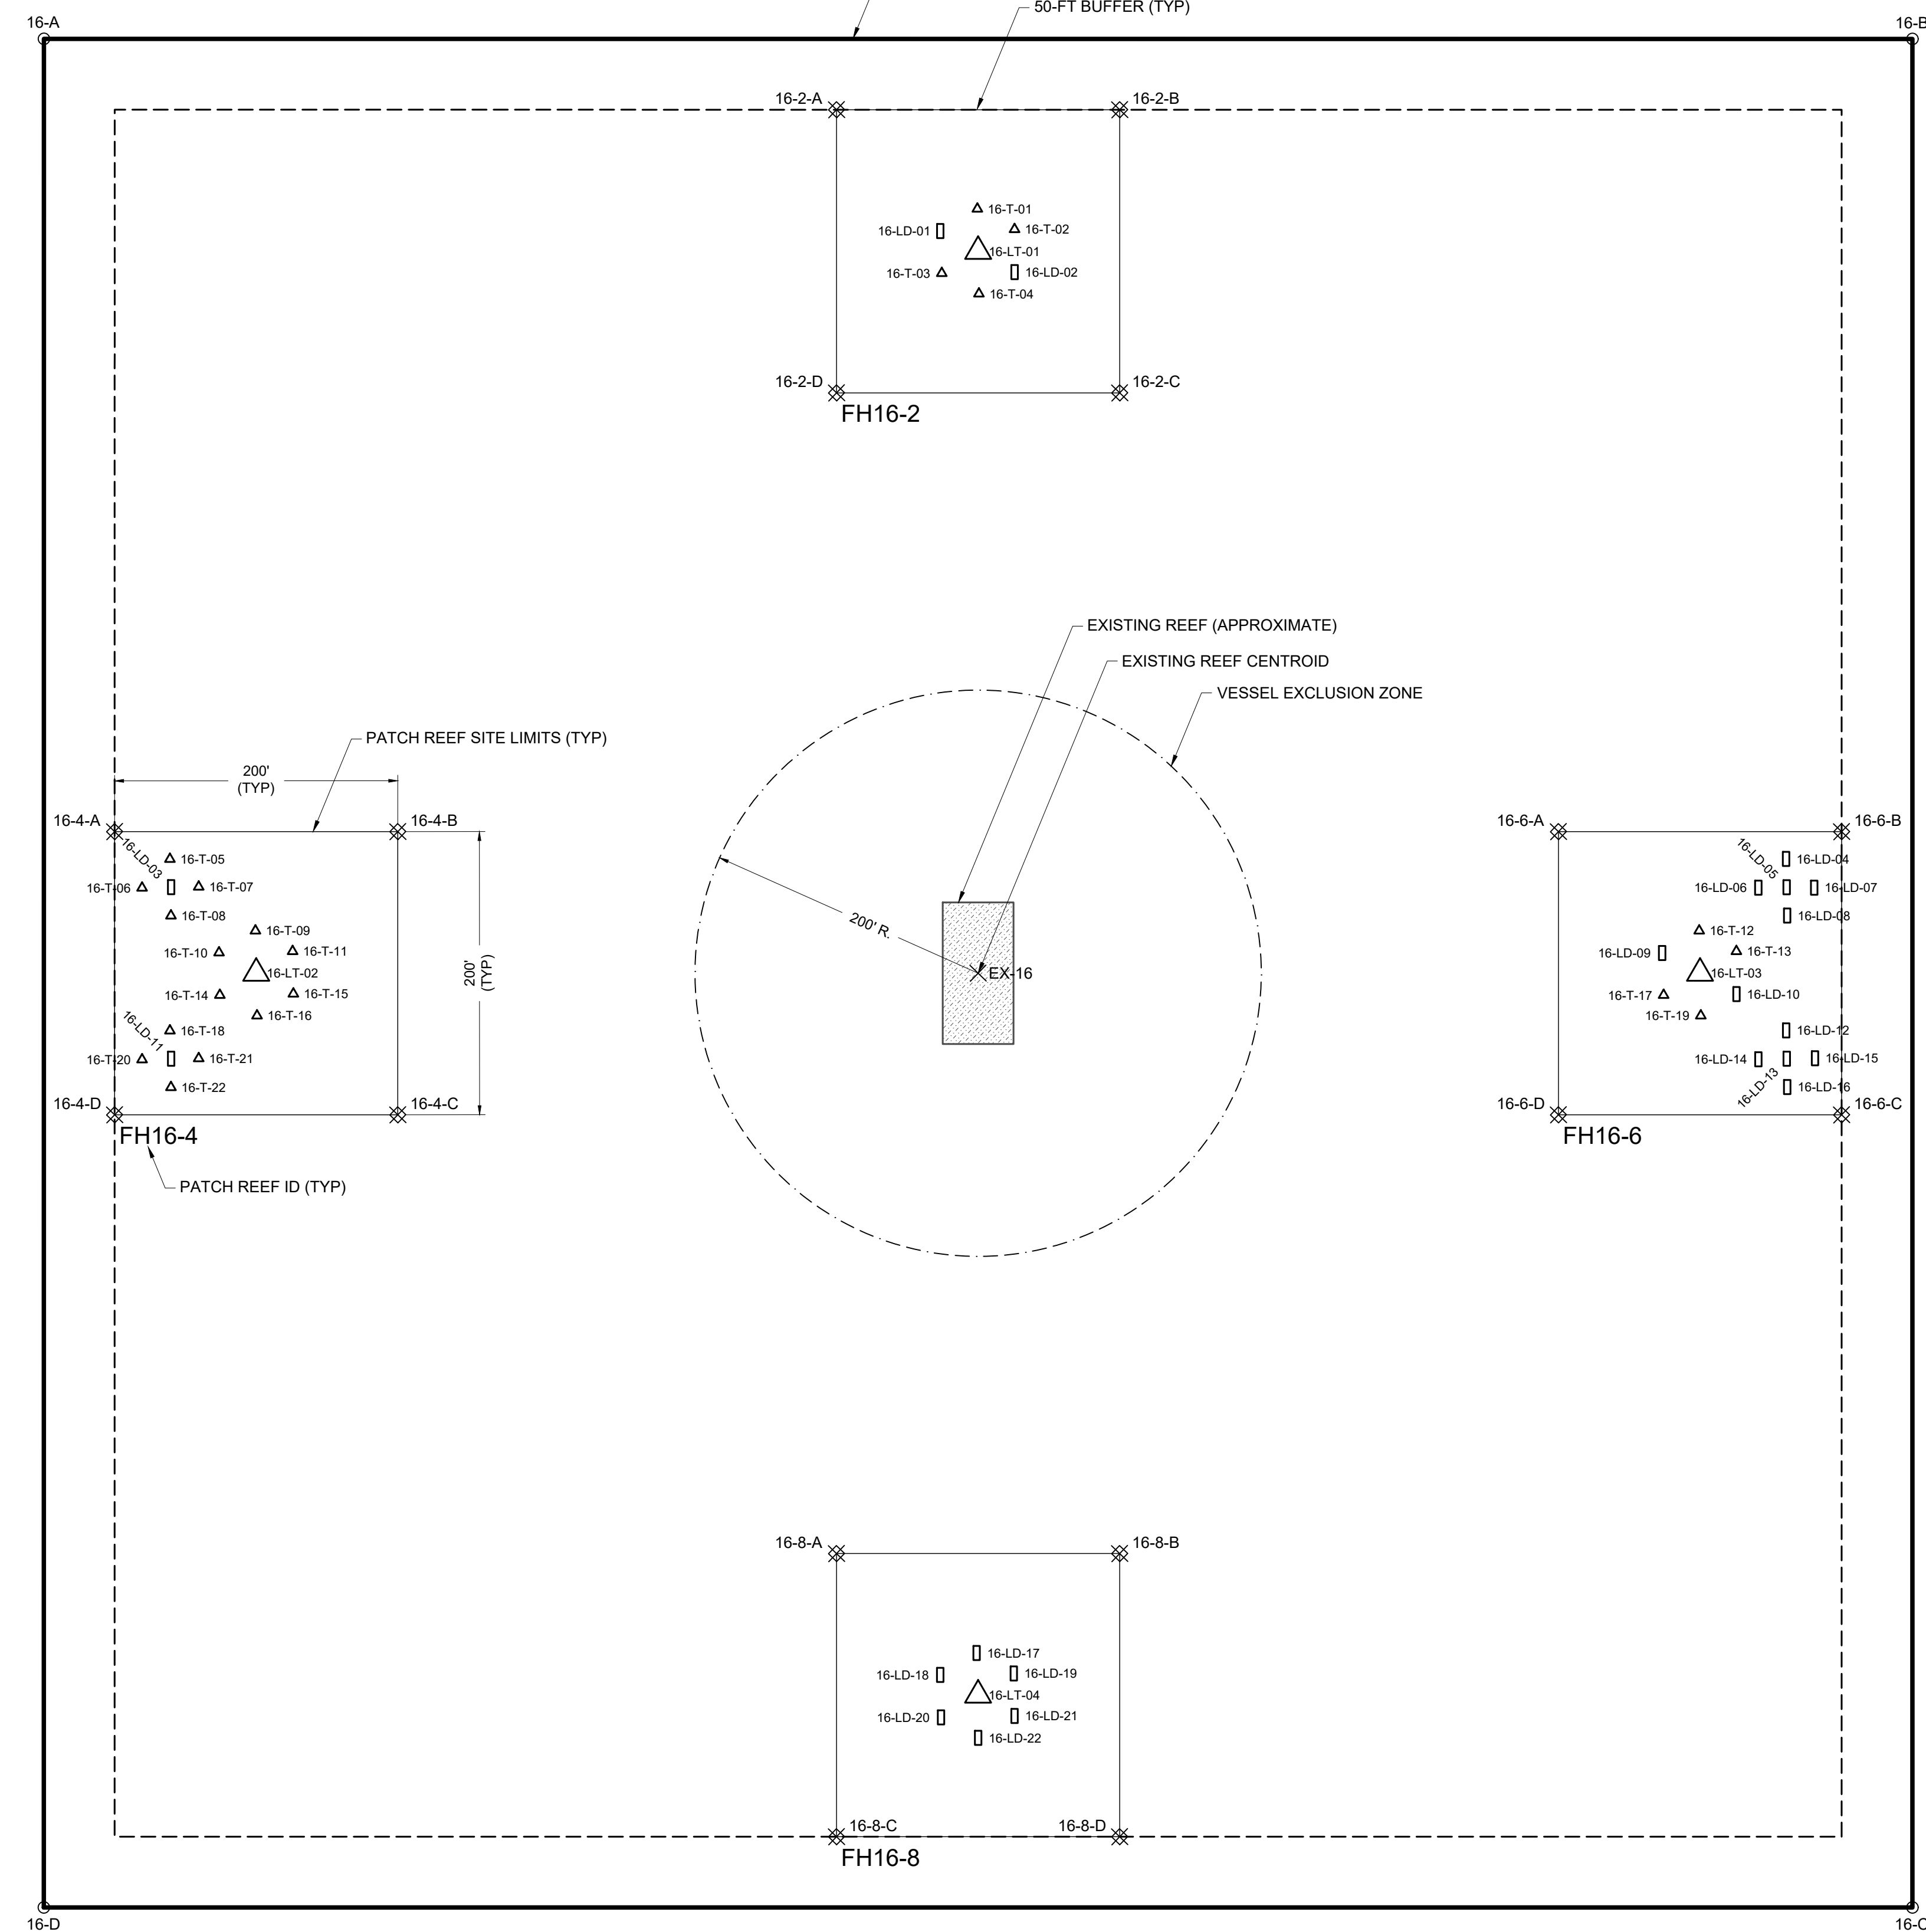 50-FT BUFFER (TYP)
16-A
16-B
16-2-A
16-2-B
16-T-01
16-LD-01
16-T-02
16-LT-01
16-T-03
16-LD-02
16-T-04
16-2-D
16-2-C
FH16-2
EXISTING REEF (APPROXIMATE)
EXISTING REEF CENTROID
VESSEL EXCLUSION ZONE
PATCH REEF SITE LIMITS (TYP)
200'
(TYP)
16-4-A
16-4-B
16-LD-03
16-T-05
16-T-06
16-T-07
16-T-08
16-T-09
16-T-10
16-T-11
16-LT-02
16-T-14
16-T-15
16-T-16
16-LD-11
16-T-18
16-T-20
16-T-21
16-T-22
16-4-D
16-4-C
FH16-4
PATCH REEF ID (TYP)
200'
(TYP)
200' R.
EX-16
16-6-A
16-6-B
16-LD-05
16-LD-04
16-LD-06
16-LD-07
16-LD-08
16-T-12
16-LD-09
16-T-13
16-LT-03
16-T-17
16-LD-10
16-T-19
16-LD-12
16-LD-14
16-LD-15
16-LD-13
16-LD-16
16-6-D
16-6-C
FH16-6
16-8-A
16-8-B
16-LD-17
16-LD-18
16-LD-19
16-LT-04
16-LD-20
16-LD-21
16-LD-22
16-8-C
16-8-D
FH16-8
16-D
16-C